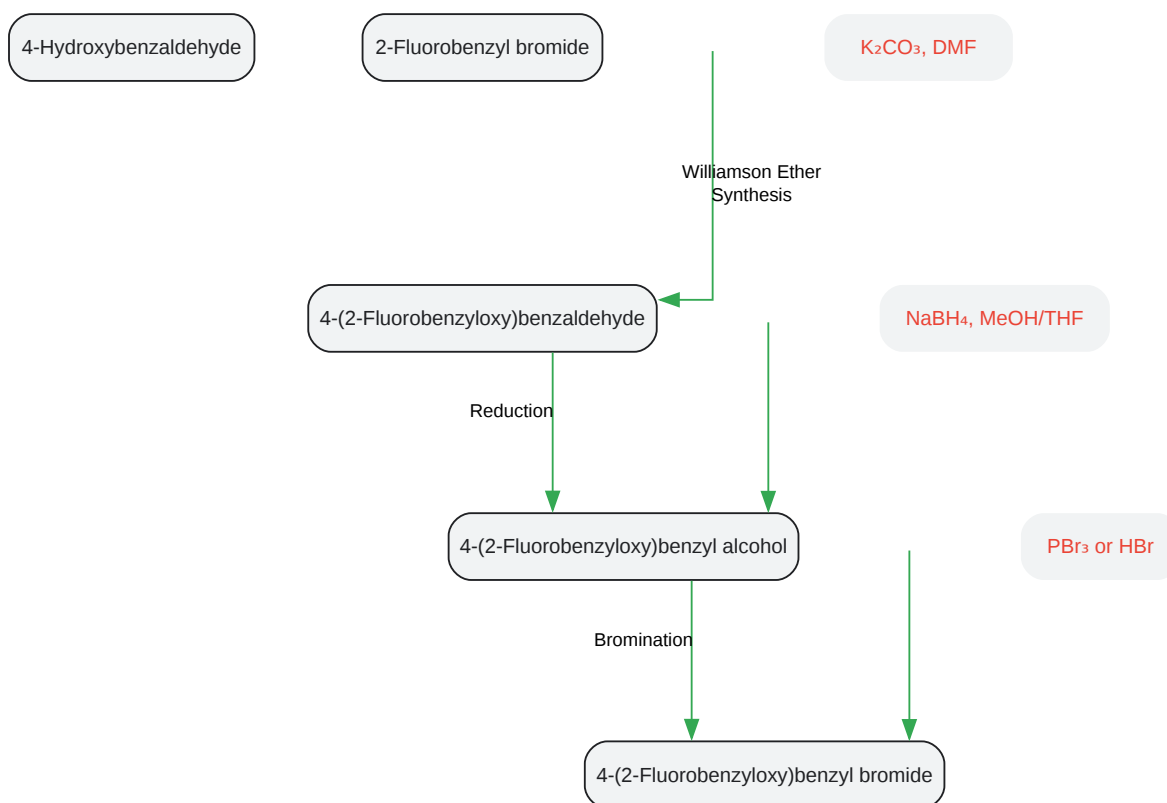 4-Hydroxybenzaldehyde
2-Fluorobenzyl bromide
K₂CO₃, DMF
Williamson Ether
Synthesis
4-(2-Fluorobenzyloxy)benzaldehyde
NaBH₄, MeOH/THF
Reduction
4-(2-Fluorobenzyloxy)benzyl alcohol
PBr₃ or HBr
Bromination
4-(2-Fluorobenzyloxy)benzyl bromide